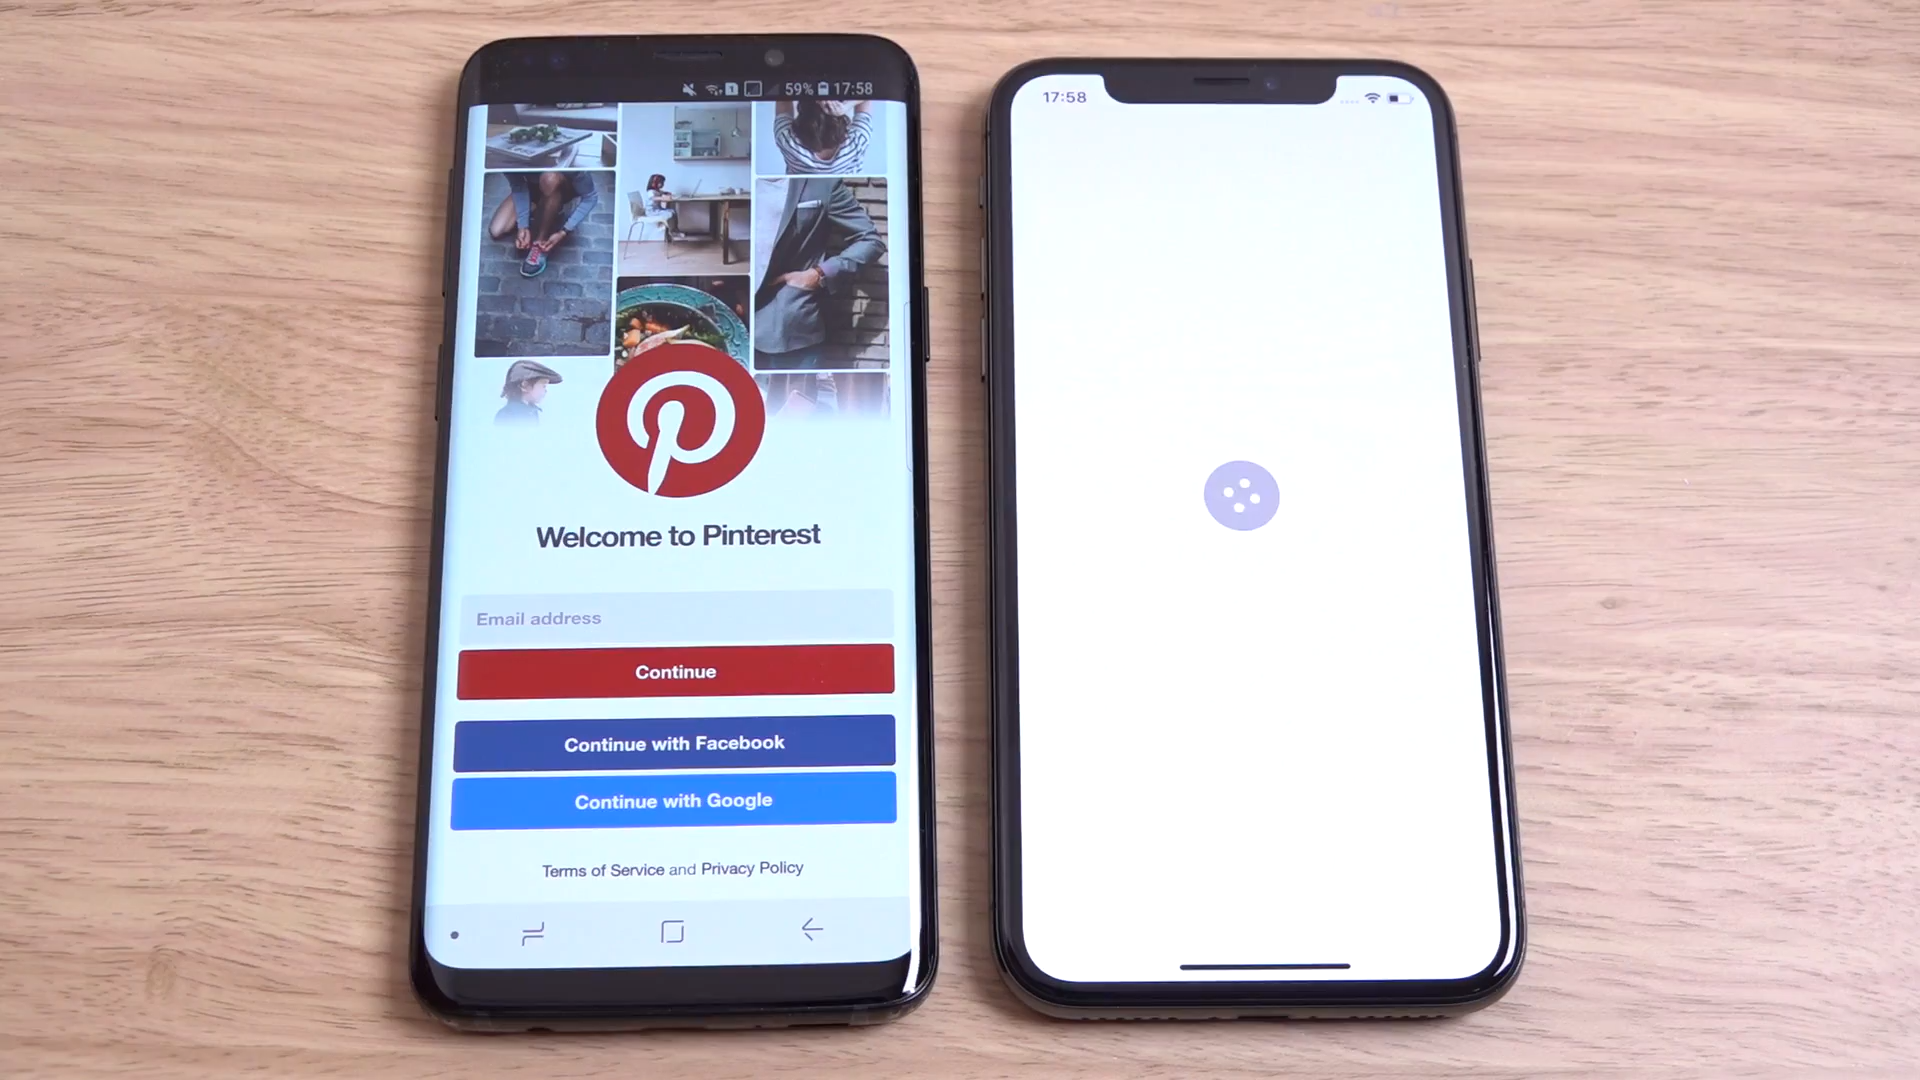 59% 17:58
Welcome to Pinterest
Email address
Continue
Continue with Facebook
Continue with Google
Terms of Service and Privacy Policy
17:58